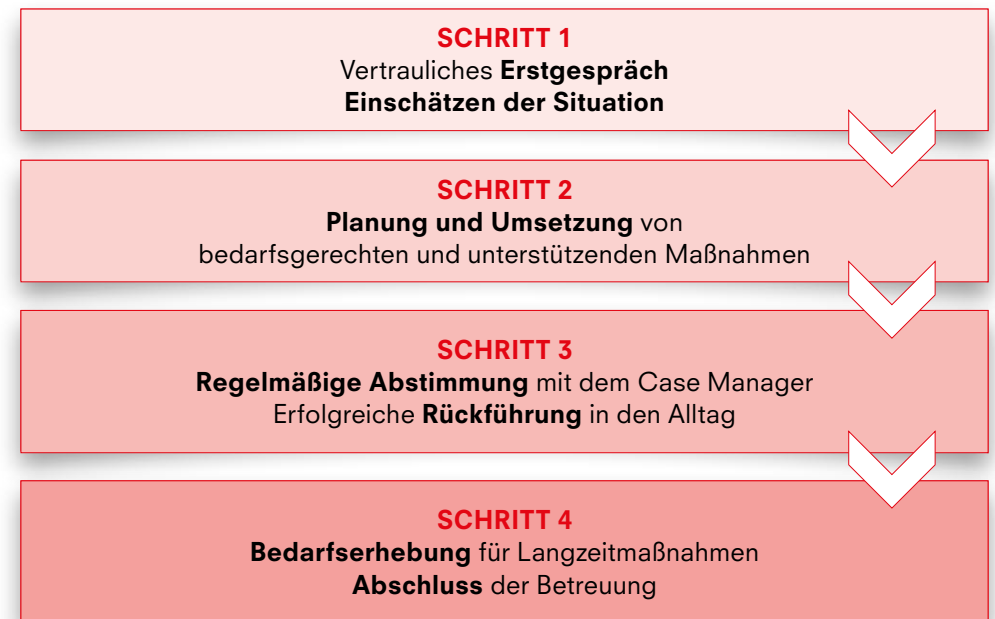 SCHRITT 1
Vertrauliches Erstgespräch
Einschätzen der Situation
SCHRITT 2
Planung und Umsetzung von
bedarfsgerechten und unterstützenden Maßnahmen
SCHRITT 3
Regelmäßige Abstimmung mit dem Case Manager
Erfolgreiche Rückführung in den Alltag
SCHRITT 4
Bedarfserhebung für Langzeitmaßnahmen
Abschluss der Betreuung